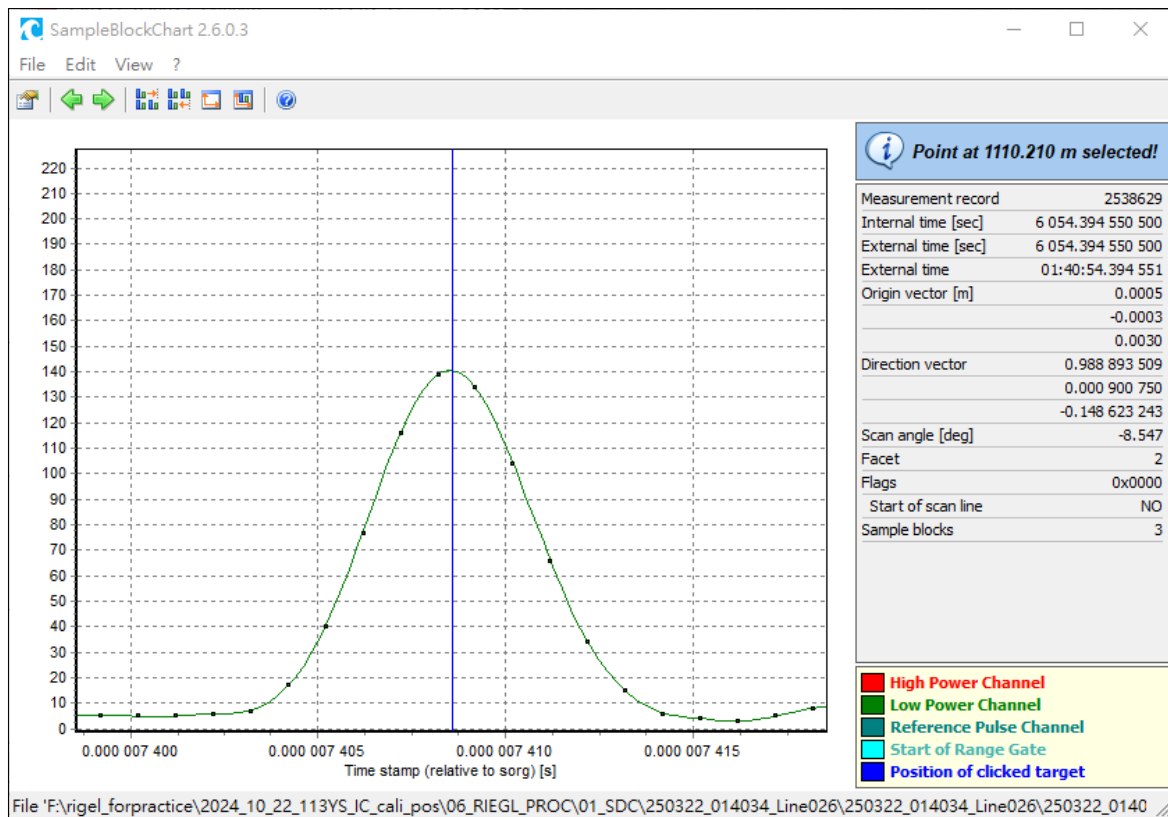 SampleBlockChart 2.6.0.3
File Edit View ?
Point at 1110.210 m selected!
220
210
200
190
180
170
160
150
140
130
120
110
100
90
80
70
60
50
40
30
20
10
0
0.000 007 400 0.000 007 405 0.000 007 410 0.000 007 415
Time stamp (relative to sorg) [s]
Measurement record 2538629
Internal time [sec] 6 054.394 550 500
External time [sec] 6 054.394 550 500
External time 01:40:54.394 551
Origin vector [m] 0.0005
-0.0003
0.0030
Direction vector 0.988 893 509
0.000 900 750
-0.148 623 243
Scan angle [deg] -8.547
Facet 2
Flags 0x0000
Start of scan line NO
Sample blocks 3
High Power Channel
Low Power Channel
Reference Pulse Channel
Start of Range Gate
Position of clicked target
File 'F:\rigel_forpractice\2024_10_22_113YS_IC_cali_pos\06_RIEGL_PROC\01_SDC\250322_014034_Line026\250322_014034_Line026\250322_0140